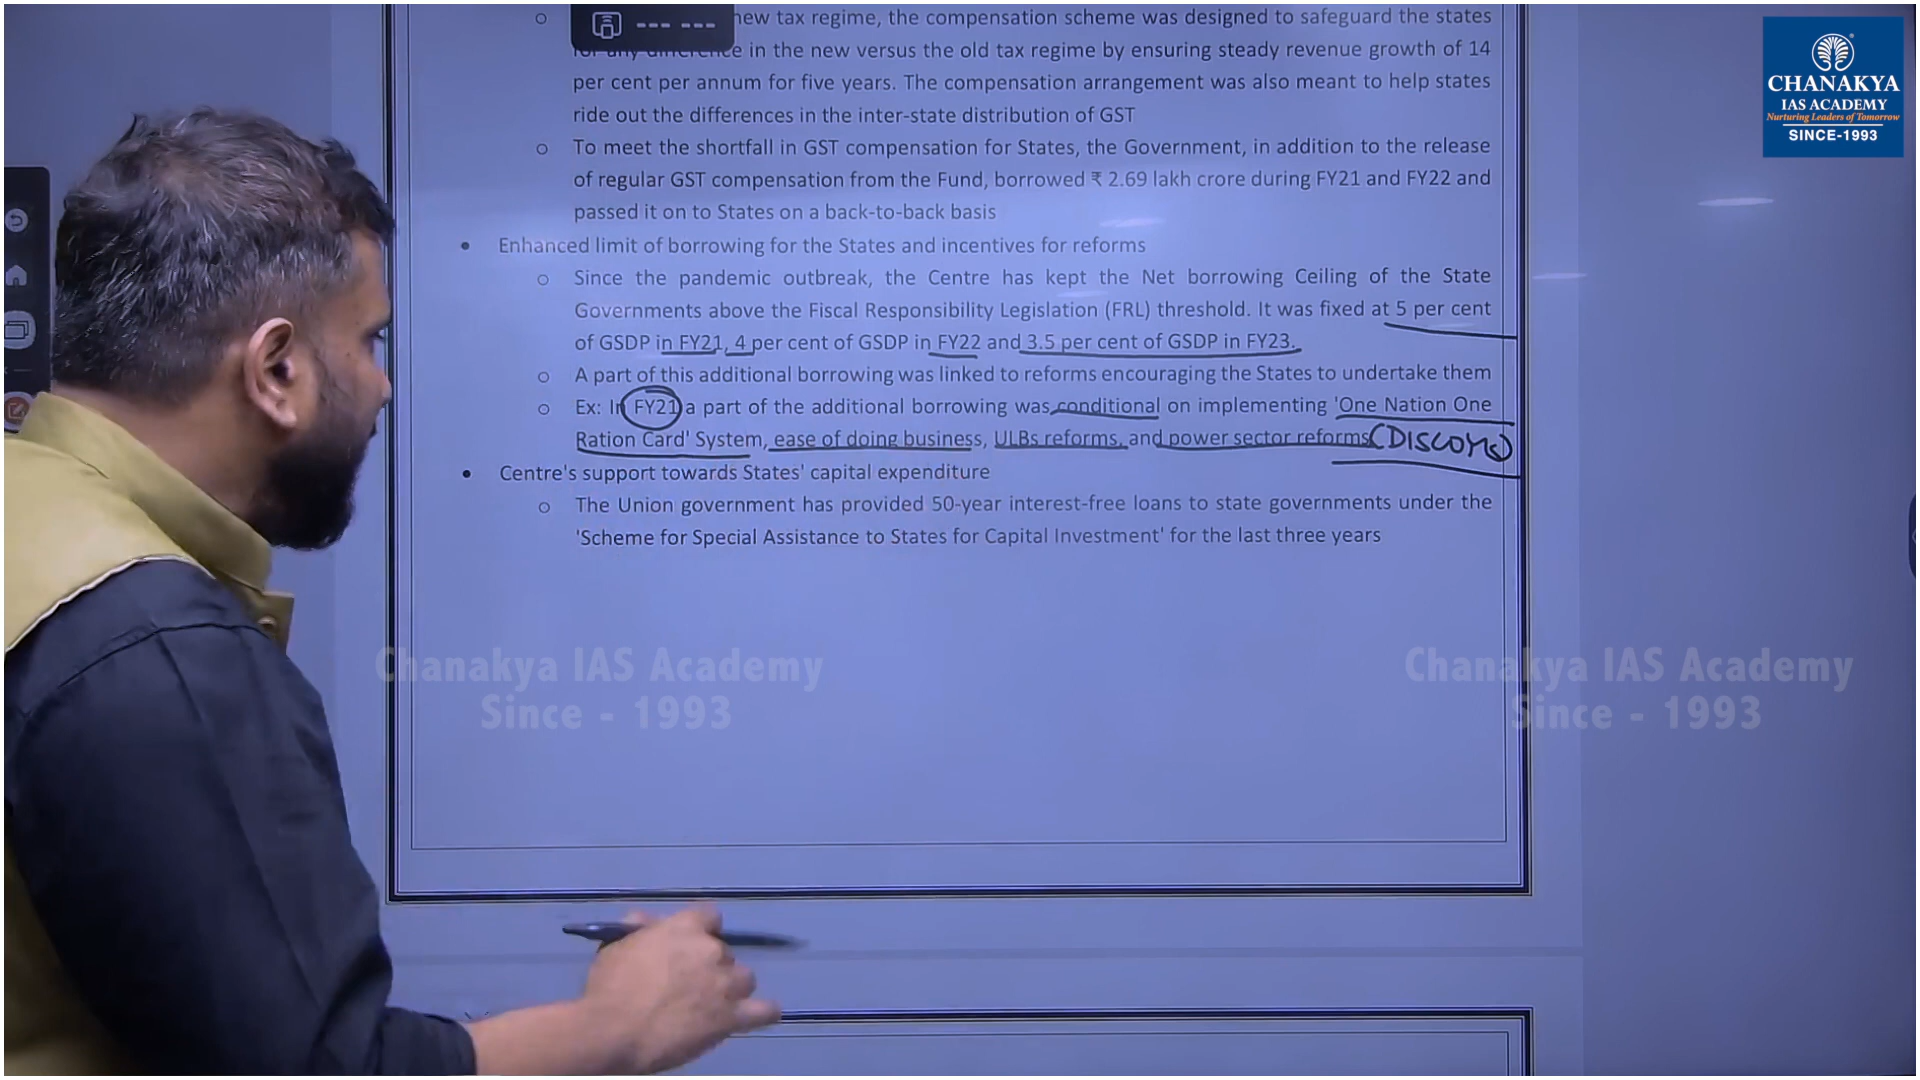 new tax regime, the compensation scheme was designed to safeguard the states
for any difference in the new versus the old tax regime by ensuring steady revenue growth of 14
per cent per annum for five years. The compensation arrangement was also meant to help states
ride out the differences in the inter-state distribution of GST
To meet the shortfall in GST compensation for States, the Government, in addition to the release
of regular GST compensation from the Fund, borrowed ₹ 2.69 lakh crore during FY21 and FY22 and
passed it on to States on a back-to-back basis
Enhanced limit of borrowing for the States and incentives for reforms
Since the pandemic outbreak, the Centre has kept the Net borrowing Ceiling of the State
Governments above the Fiscal Responsibility Legislation (FRL) threshold. It was fixed at 5 per cent
of GSDP in FY21, 4 per cent of GSDP in FY22 and 3.5 per cent of GSDP in FY23.
A part of this additional borrowing was linked to reforms encouraging the States to undertake them
Ex: In FY21 a part of the additional borrowing was conditional on implementing 'One Nation One
Ration Card' System, ease of doing business, ULBs reforms, and power sector reforms (DISCOMs)
Centre's support towards States' capital expenditure
The Union government has provided 50-year interest-free loans to state governments under the
'Scheme for Special Assistance to States for Capital Investment' for the last three years
CHANAKYA
IAS ACADEMY
Nurturing Leaders of Tomorrow
SINCE-1993
Chanakya IAS Academy
Since - 1993
Chanakya IAS Academy
Since - 1993